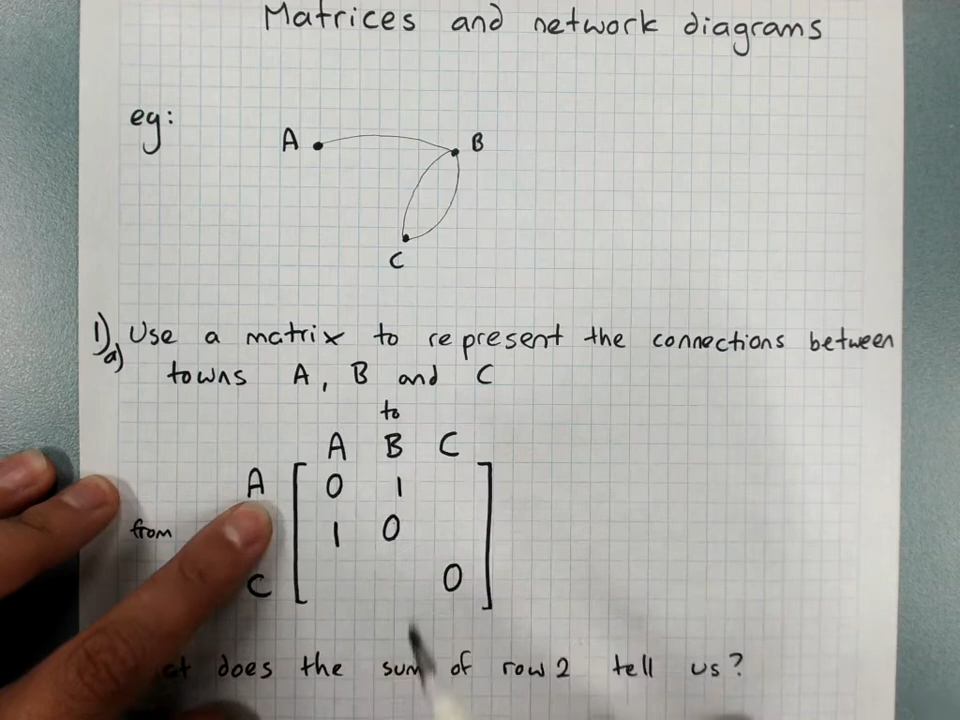 Matrices and network diagrams
eg:
A B
C
1) a) Use a matrix to represent the connections between
towns A, B and C
to
A B C
A 0 1
from 1 0
C 0
does the sum of row 2 tell us?